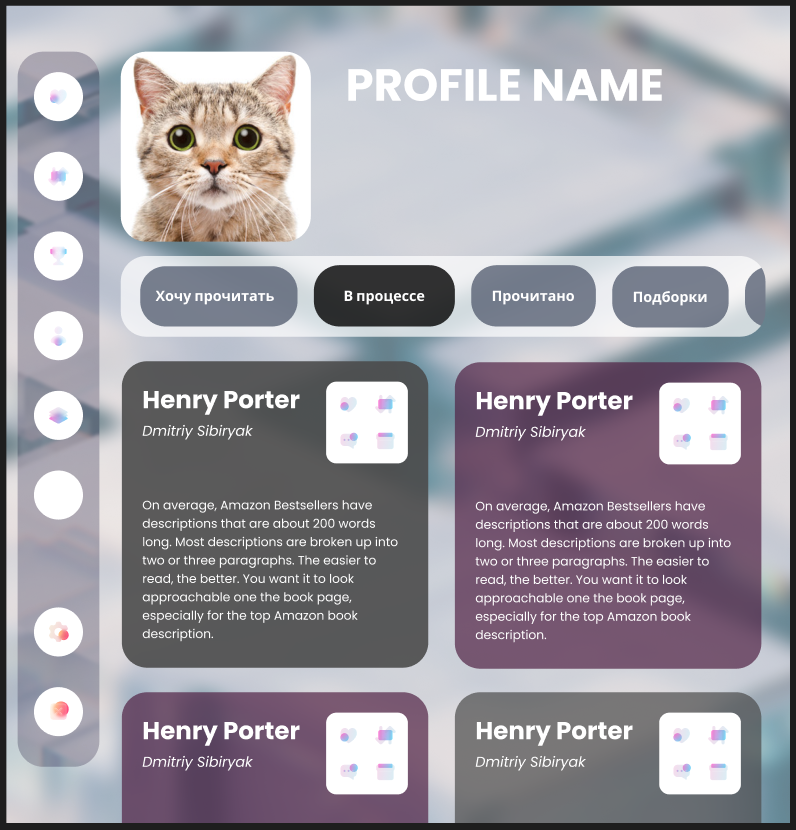 PROFILE NAME
Хочу прочитать
В процессе
Прочитано
Подборки
Henry Porter
Dmitriy Sibiryak
On average, Amazon Bestsellers have
descriptions that are about 200 words
long. Most descriptions are broken up into
two or three paragraphs. The easier to
read, the better. You want it to look
approachable one the book page,
especially for the top Amazon book
description.
Henry Porter
Dmitriy Sibiryak
On average, Amazon Bestsellers have
descriptions that are about 200 words
long. Most descriptions are broken up into
two or three paragraphs. The easier to
read, the better. You want it to look
approachable one the book page,
especially for the top Amazon book
description.
Henry Porter
Dmitriy Sibiryak
Henry Porter
Dmitriy Sibiryak